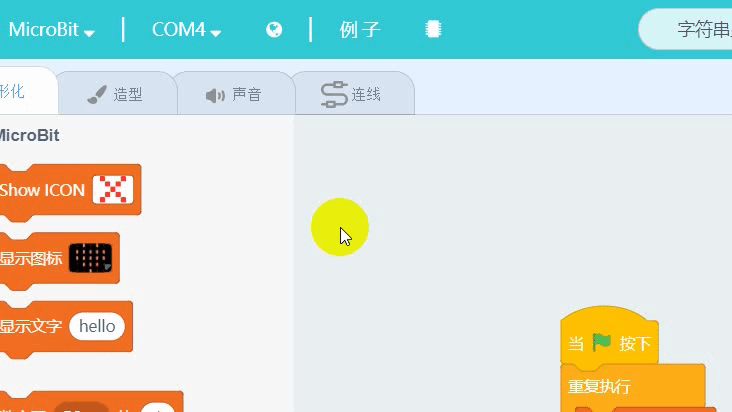 MicroBit COM4 例子 字符串
形化 造型 声音 连线
MicroBit
Show ICON
显示图标
显示文字 hello
当 按下
重复执行